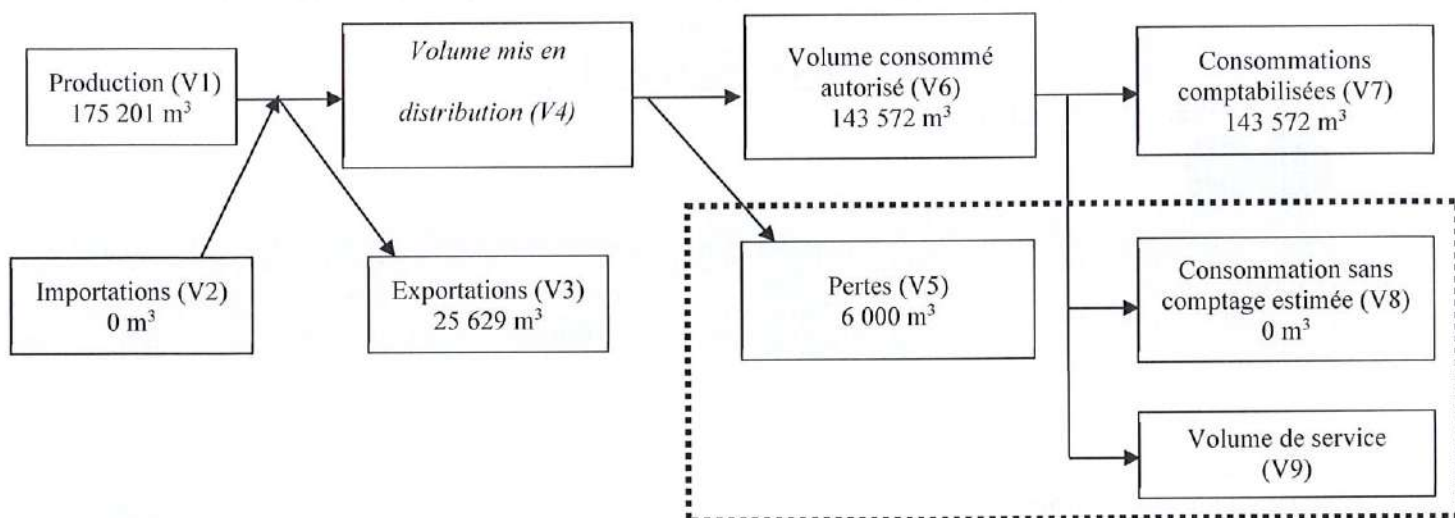 Production (V1)
175 201 m³
Volume mis en
distribution (V4)
Volume consommé
autorisé (V6)
143 572 m³
Consommations
comptabilisées (V7)
143 572 m³
Importations (V2)
0 m³
Exportations (V3)
25 629 m³
Pertes (V5)
6 000 m³
Consommation sans
comptage estimée (V8)
0 m³
Volume de service
(V9)